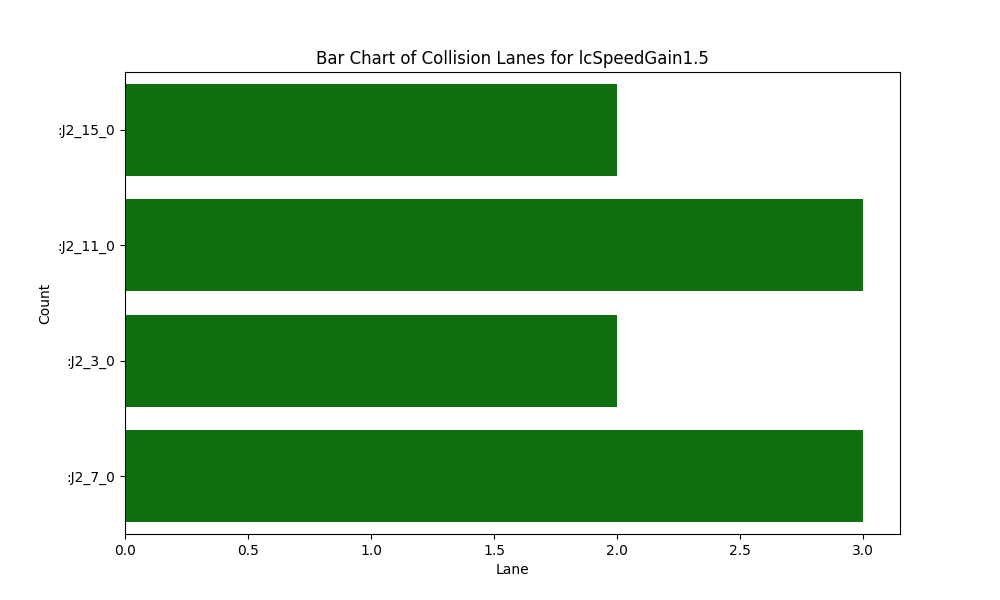 Bar Chart of Collision Lanes for lcSpeedGain1.5
:J2_15_0
:J2_11_0
:J2_3_0
:J2_7_0
Count
0.0 0.5 1.0 1.5 2.0 2.5 3.0
Lane